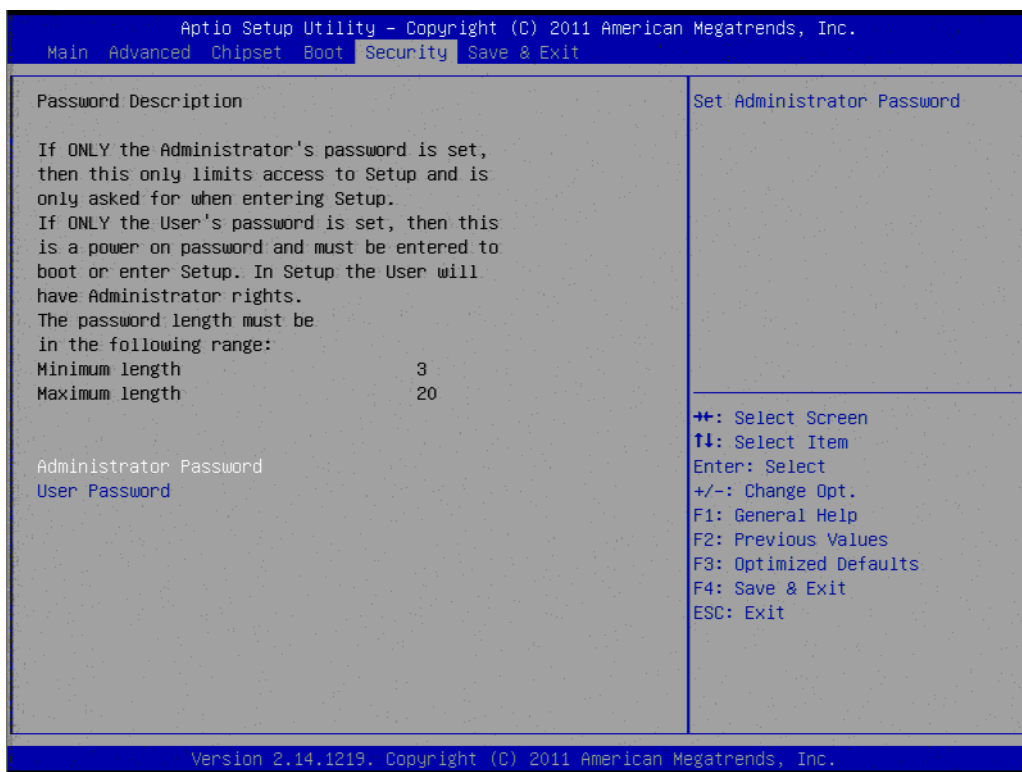 Aptio Setup Utility – Copyright (C) 2011 American Megatrends, Inc.
Main Advanced Chipset Boot Security Save & Exit
Password Description
If ONLY the Administrator's password is set,
then this only limits access to Setup and is
only asked for when entering Setup.
If ONLY the User's password is set, then this
is a power on password and must be entered to
boot or enter Setup. In Setup the User will
have Administrator rights.
The password length must be
in the following range:
Minimum length 3
Maximum length 20
Administrator Password
User Password
Set Administrator Password
→←: Select Screen
↑↓: Select Item
Enter: Select
+/-: Change Opt.
F1: General Help
F2: Previous Values
F3: Optimized Defaults
F4: Save & Exit
ESC: Exit
Version 2.14.1219. Copyright (C) 2011 American Megatrends, Inc.